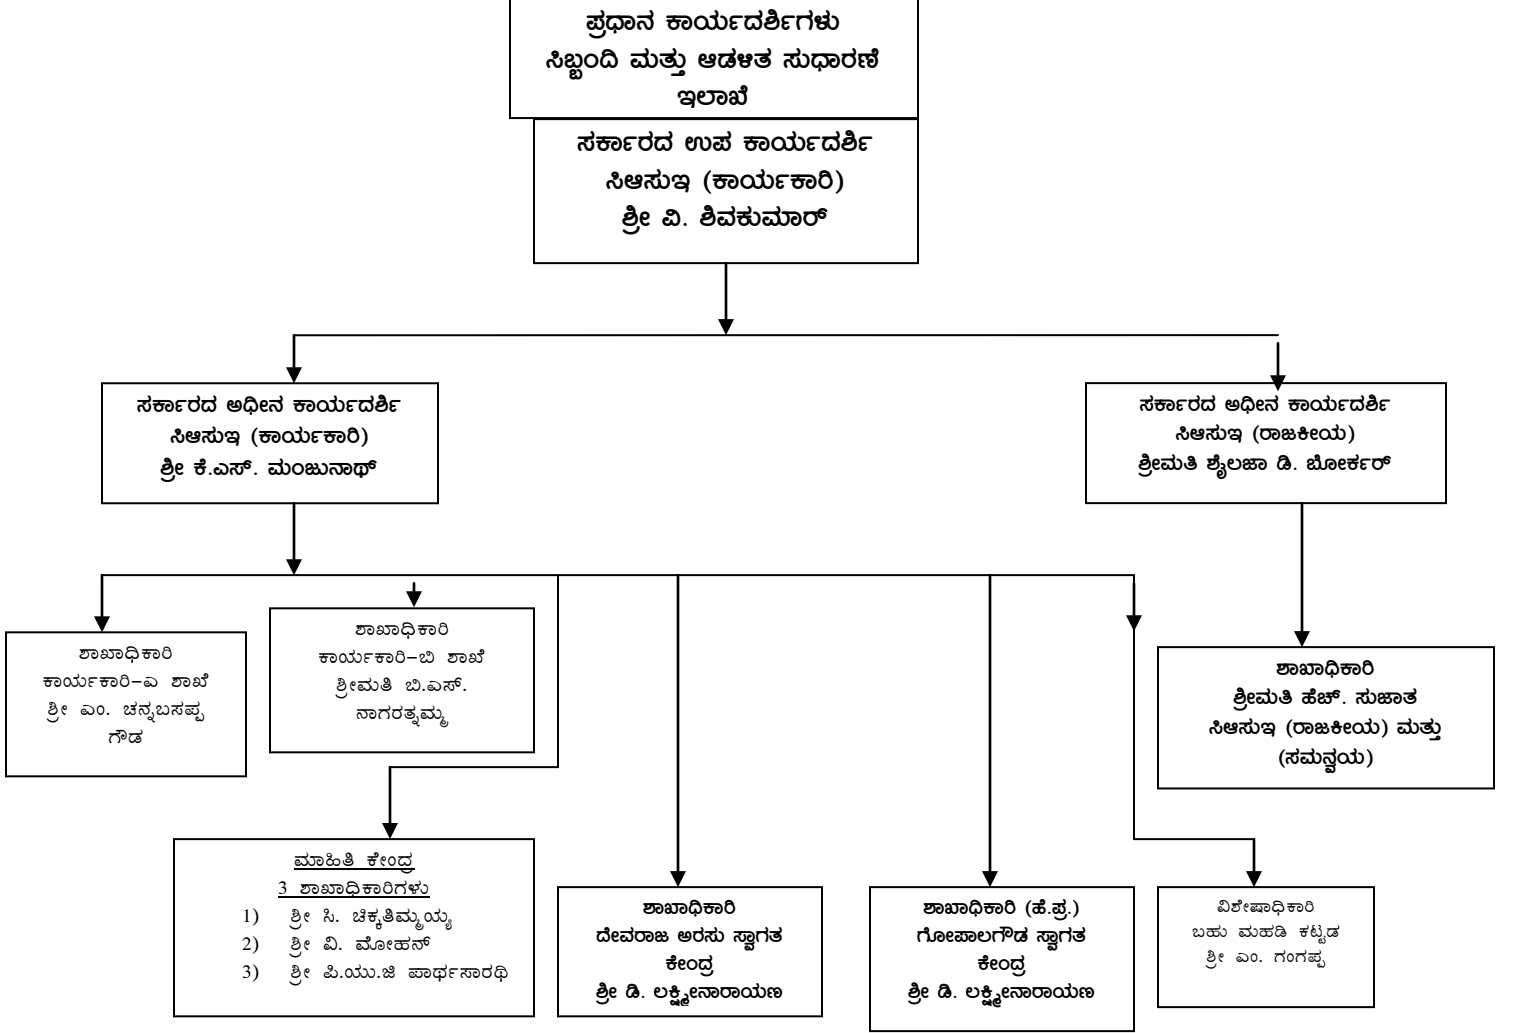 ಪ್ರಧಾನ ಕಾರ್ಯದರ್ಶಿಗಳು
ಸಿಬ್ಬಂದಿ ಮತ್ತು ಆಡಳಿತ ಸುಧಾರಣೆ
ಇಲಾಖೆ
ಸರ್ಕಾರದ ಉಪ ಕಾರ್ಯದರ್ಶಿ
ಸಿಆಸುಇ (ಕಾರ್ಯಕಾರಿ)
ಶ್ರೀ ವಿ. ಶಿವಕುಮಾರ್
ಸರ್ಕಾರದ ಅಧೀನ ಕಾರ್ಯದರ್ಶಿ
ಸಿಆಸುಇ (ಕಾರ್ಯಕಾರಿ)
ಶ್ರೀ ಕೆ.ಎಸ್. ಮಂಜುನಾಥ್
ಸರ್ಕಾರದ ಅಧೀನ ಕಾರ್ಯದರ್ಶಿ
ಸಿಆಸುಇ (ರಾಜಕೀಯ)
ಶ್ರೀಮತಿ ಶೈಲಜಾ ಡಿ. ಬೋರ್ಕರ್
ಶಾಖಾಧಿಕಾರಿ
ಕಾರ್ಯಕಾರಿ–ಎ ಶಾಖೆ
ಶ್ರೀ ಎಂ. ಚನ್ನಬಸಪ್ಪ
ಗೌಡ
ಶಾಖಾಧಿಕಾರಿ
ಕಾರ್ಯಕಾರಿ–ಬಿ ಶಾಖೆ
ಶ್ರೀಮತಿ ಬಿ.ಎಸ್.
ನಾಗರತ್ನಮ್ಮ
ಶಾಖಾಧಿಕಾರಿ
ಶ್ರೀಮತಿ ಹೆಚ್. ಸುಜಾತ
ಸಿಆಸುಇ (ರಾಜಕೀಯ) ಮತ್ತು
(ಸಮನ್ವಯ)
ಮಾಹಿತಿ ಕೇಂದ್ರ
3 ಶಾಖಾಧಿಕಾರಿಗಳು
1) ಶ್ರೀ ಸಿ. ಚಿಕ್ಕತಿಮ್ಮಯ್ಯ
2) ಶ್ರೀ ವಿ. ಮೋಹನ್
3) ಶ್ರೀ ಪಿ.ಯು.ಜಿ ಪಾರ್ಥಸಾರಥಿ
ಶಾಖಾಧಿಕಾರಿ
ದೇವರಾಜ ಅರಸು ಸ್ವಾಗತ
ಕೇಂದ್ರ
ಶ್ರೀ ಡಿ. ಲಕ್ಷ್ಮೀನಾರಾಯಣ
ಶಾಖಾಧಿಕಾರಿ (ಹೆ.ಪ್ರ.)
ಗೋಪಾಲಗೌಡ ಸ್ವಾಗತ
ಕೇಂದ್ರ
ಶ್ರೀ ಡಿ. ಲಕ್ಷ್ಮೀನಾರಾಯಣ
ವಿಶೇಷಾಧಿಕಾರಿ
ಬಹು ಮಹಡಿ ಕಟ್ಟಡ
ಶ್ರೀ ಎಂ. ಗಂಗಪ್ಪ